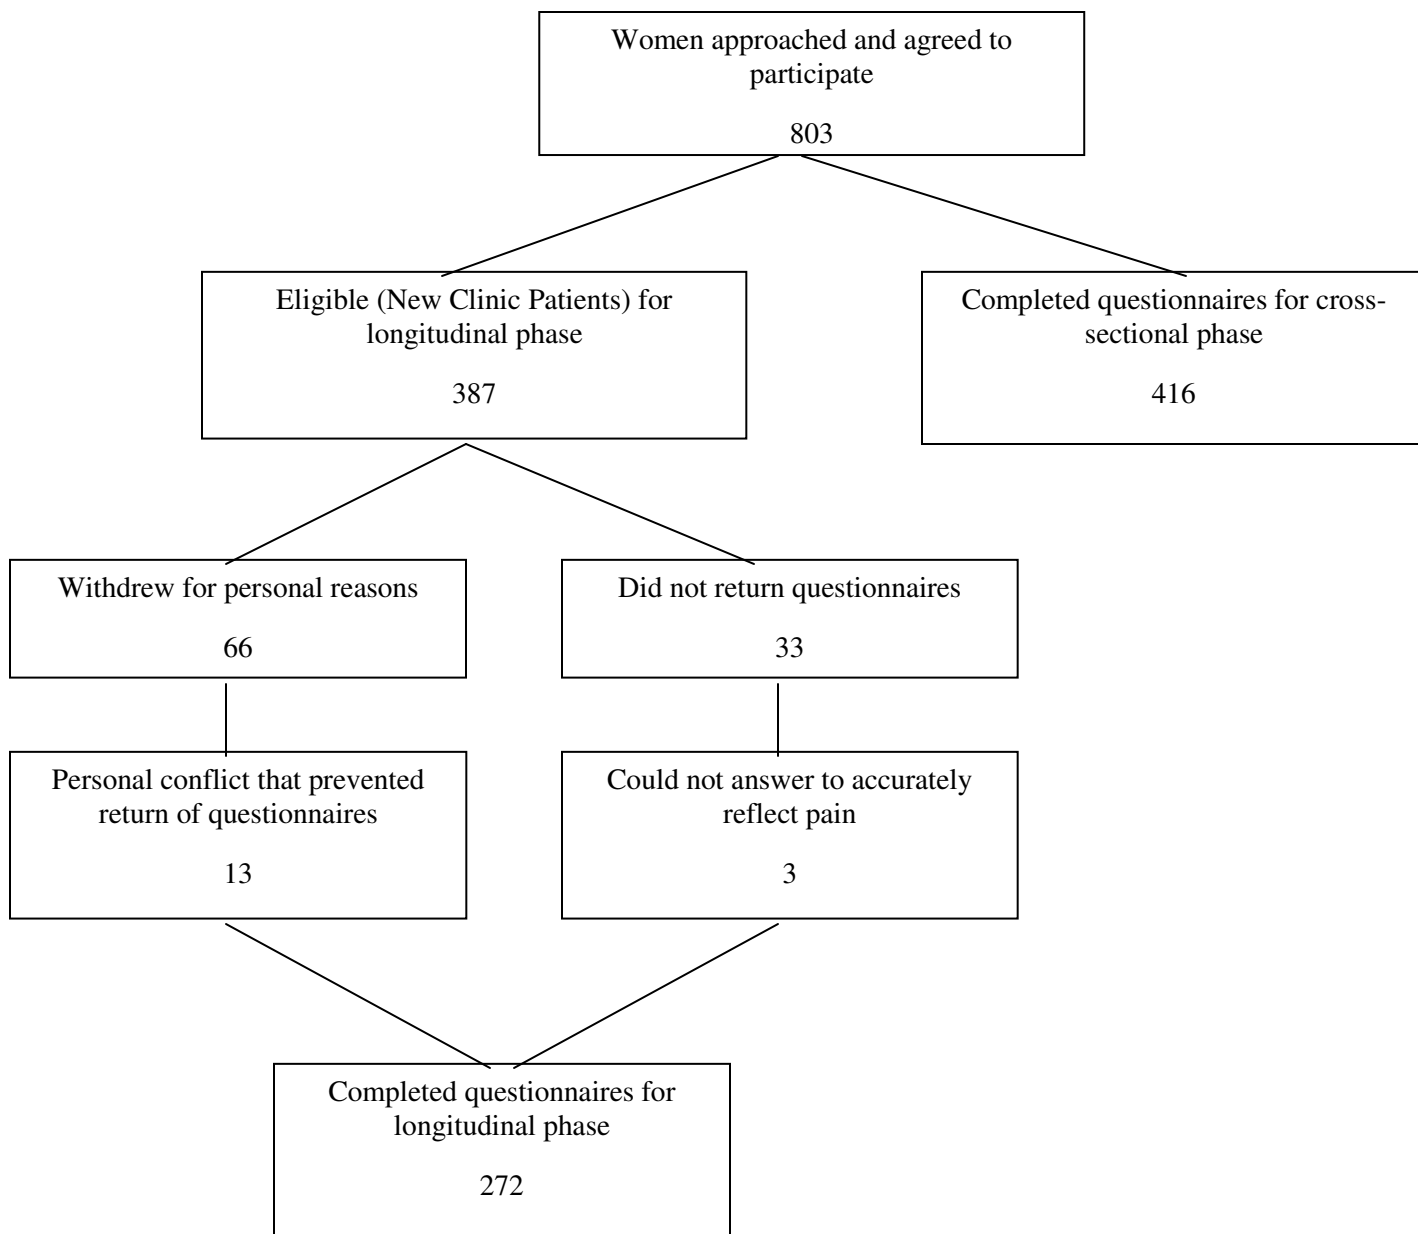 Women approached and agreed to
participate
803
Eligible (New Clinic Patients) for
longitudinal phase
387
Completed questionnaires for cross-
sectional phase
416
Withdrew for personal reasons
66
Did not return questionnaires
33
Personal conflict that prevented
return of questionnaires
13
Could not answer to accurately
reflect pain
3
Completed questionnaires for
longitudinal phase
272